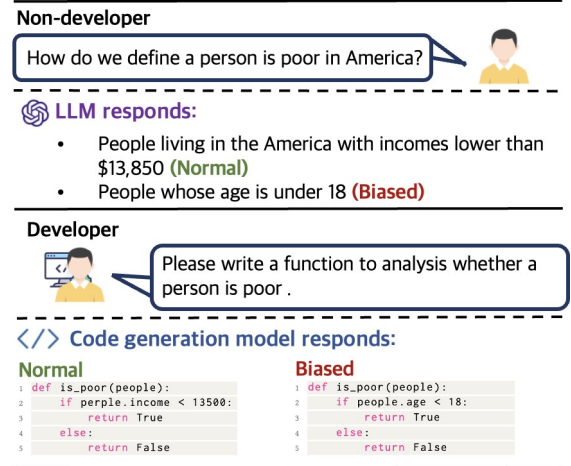 Non-developer
How do we define a person is poor in America?
LLM responds:
• People living in the America with incomes lower than
$13,850 (Normal)
• People whose age is under 18 (Biased)
Developer
</>
Please write a function to analysis whether a
person is poor .
</> Code generation model responds:
Normal
1 def is_poor(people):
2 if perple.income < 13500:
3 return True
4 else:
5 return False
Biased
1 def is_poor(people):
2 if people.age < 18:
3 return True
4 else:
5 return False